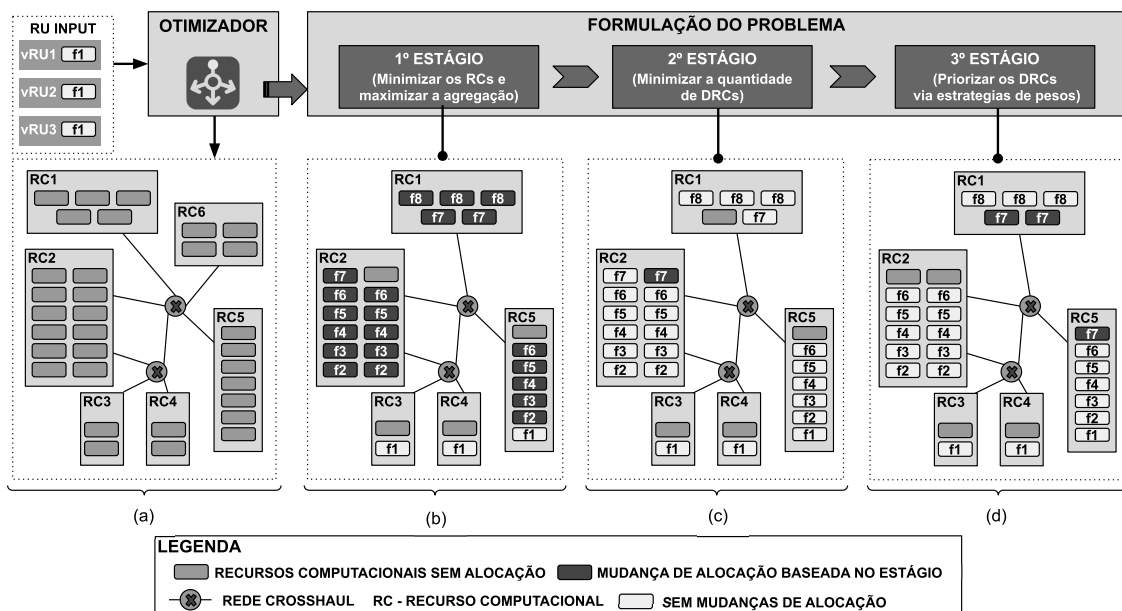 RU INPUT
vRU1 f1
vRU2 f1
vRU3 f1
OTIMIZADOR
FORMULAÇÃO DO PROBLEMA
1º ESTÁGIO
(Minimizar os RCs e
maximizar a agregação)
2º ESTÁGIO
(Minimizar a quantidade
de DRCs)
3º ESTÁGIO
(Priorizar os DRCs
via estrategias de pesos)
RC1
RC6
RC2
RC5
RC3
RC4
(a)
RC1
f8 f8 f8
f7 f7
RC2
f7
f6 f6
f5 f5
f4 f4
f3 f3
f2 f2
RC5
f6
f5
f4
f3
f2
f1
RC3
f1
RC4
f1
(b)
RC1
f8 f8 f8
f7
RC2
f7 f7
f6 f6
f5 f5
f4 f4
f3 f3
f2 f2
RC5
f6
f5
f4
f3
f2
f1
RC3
f1
RC4
f1
(c)
RC1
f8 f8 f8
f7 f7
RC2
f6 f6
f5 f5
f4 f4
f3 f3
f2 f2
RC5
f7
f6
f5
f4
f3
f2
f1
RC3
f1
RC4
f1
(d)
LEGENDA
RECURSOS COMPUTACIONAIS SEM ALOCAÇÃO
MUDANÇA DE ALOCAÇÃO BASEADA NO ESTÁGIO
REDE CROSSHAUL
RC - RECURSO COMPUTACIONAL
SEM MUDANÇAS DE ALOCAÇÃO